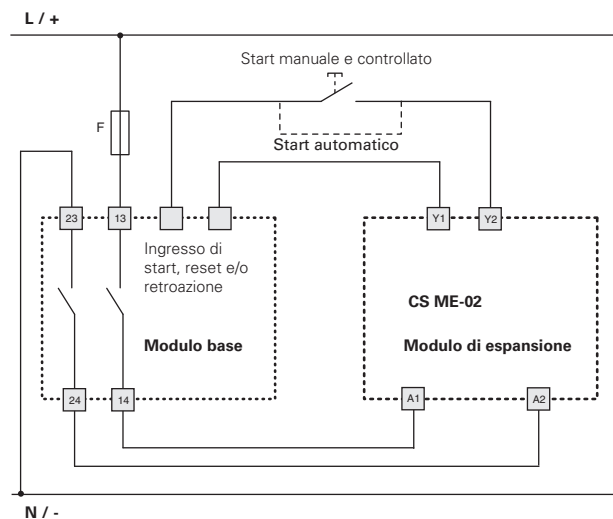 L / +
Start manuale e controllato
F
Start automatico
23
13
Y1
Y2
Ingresso di
start, reset e/o
retroazione
CS ME-02
Modulo base
Modulo di espansione
24
14
A1
A2
N / -